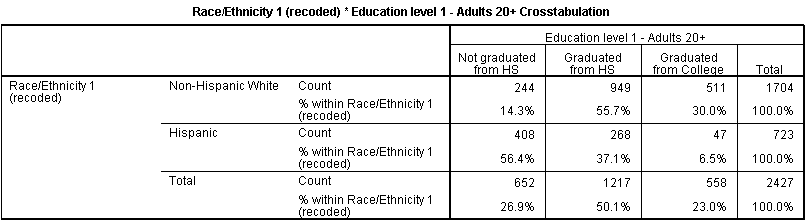 Race/Ethnicity 1 (recoded) * Education level 1 - Adults 20+ Crosstabulation
Education level 1 - Adults 20+
Not graduated from HS Graduated from HS Graduated from College Total
Race/Ethnicity 1 (recoded) Non-Hispanic White Count 244 949 511 1704
% within Race/Ethnicity 1 (recoded) 14.3% 55.7% 30.0% 100.0%
Hispanic Count 408 268 47 723
% within Race/Ethnicity 1 (recoded) 56.4% 37.1% 6.5% 100.0%
Total Count 652 1217 558 2427
% within Race/Ethnicity 1 (recoded) 26.9% 50.1% 23.0% 100.0%